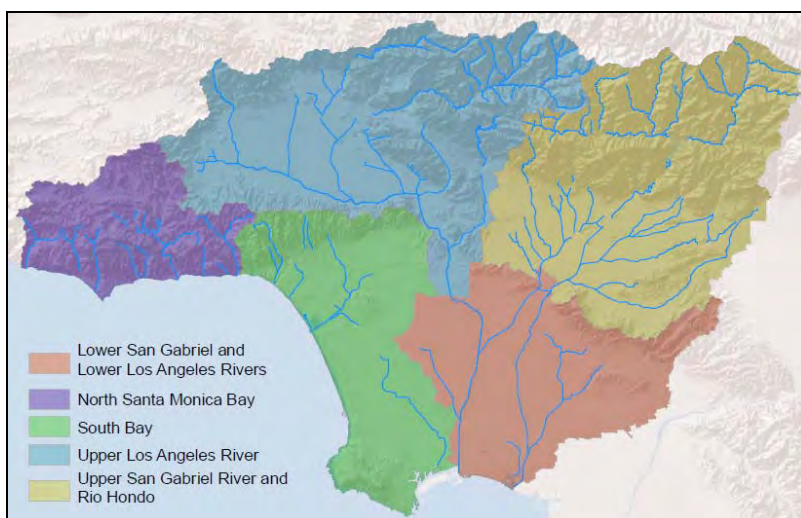 Lower San Gabriel and
Lower Los Angeles Rivers
North Santa Monica Bay
South Bay
Upper Los Angeles River
Upper San Gabriel River and
Rio Hondo